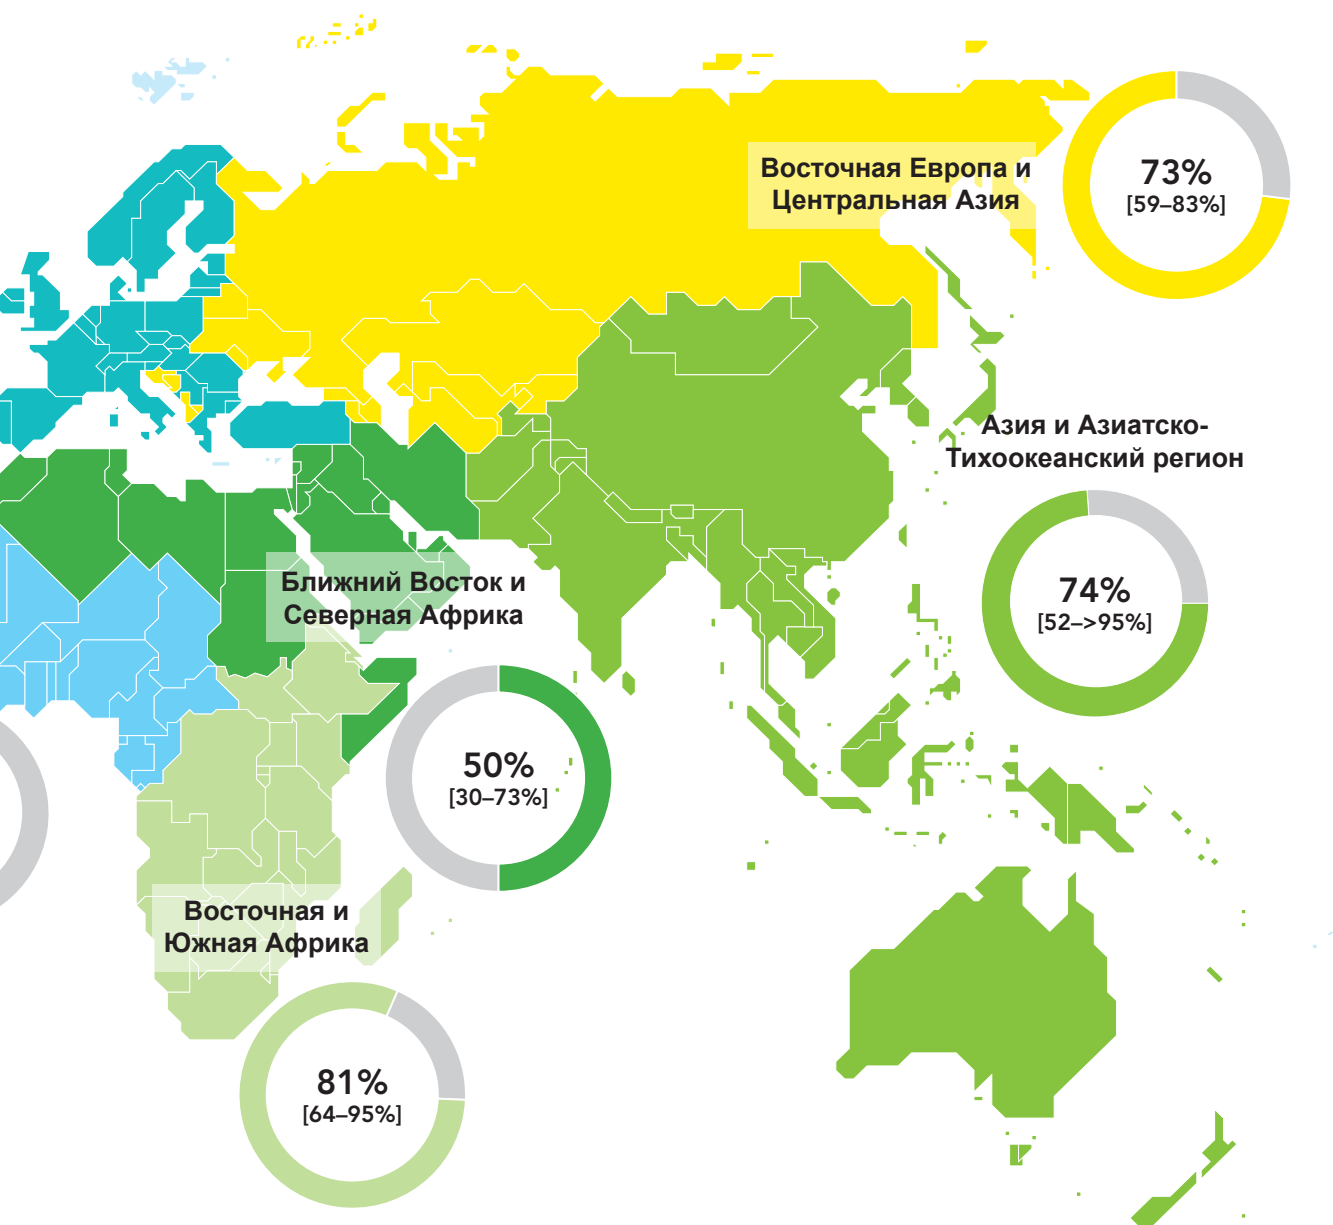 Восточная Европа и
Центральная Азия
73%
[59–83%]
Азия и Азиатско-
Тихоокеанский регион
74%
[52–>95%]
Ближний Восток и
Северная Африка
50%
[30–73%]
Восточная и
Южная Африка
81%
[64–95%]